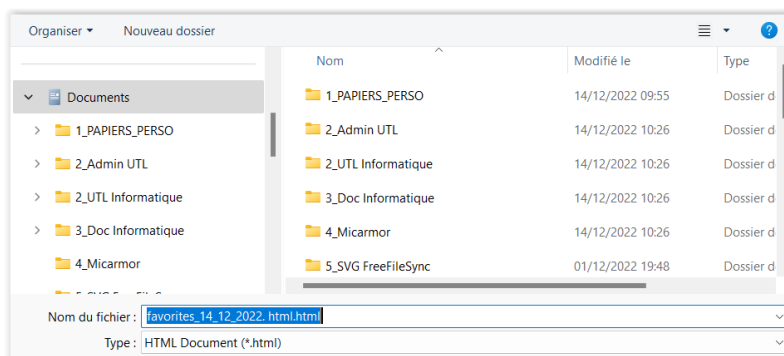 Organiser Nouveau dossier
Nom Modifié le Type
Documents
1_PAPIERS_PERSO
2_Admin UTL
2_UTL Informatique
3_Doc Informatique
4_Micarmor
1_PAPIERS_PERSO 14/12/2022 09:55 Dossier d
2_Admin UTL 14/12/2022 10:26 Dossier d
2_UTL Informatique 14/12/2022 10:26 Dossier d
3_Doc Informatique 14/12/2022 10:26 Dossier d
4_Micarmor 14/12/2022 10:26 Dossier d
5_SVG FreeFileSync 01/12/2022 19:48 Dossier d
Nom du fichier : favorites_14_12_2022. html.html
Type : HTML Document (*.html)